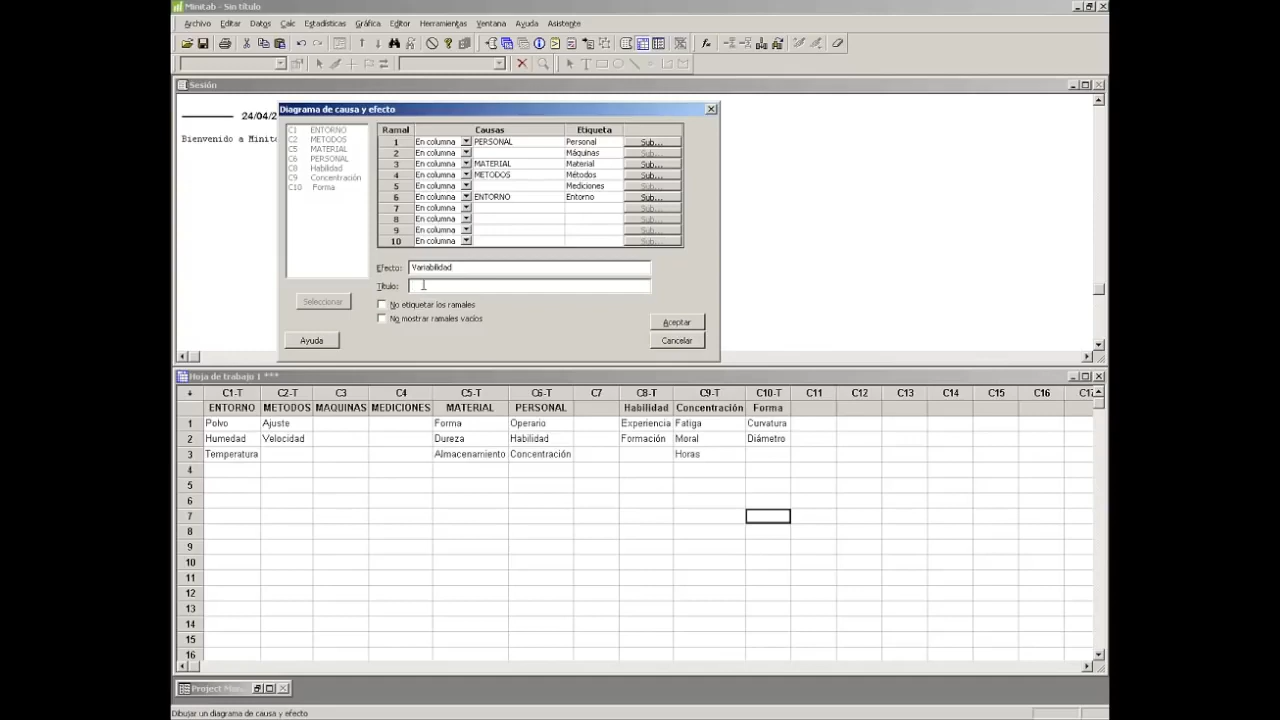 Minitab - Sin título
Archivo Editar Datos Calc Estadísticas Gráfica Editor Herramientas Ventana Ayuda Asistente
Sesión
24/04/2
Bienvenido a Minita
Diagrama de causa y efecto
C1 ENTORNO
C2 METODOS
C5 MATERIAL
C6 PERSONAL
C8 Habilidad
C9 Concentración
C10 Forma
Ramal Causas Etiqueta
1 En columna PERSONAL Personal Sub...
2 En columna Máquinas Sub...
3 En columna MATERIAL Material Sub...
4 En columna METODOS Métodos Sub...
5 En columna Mediciones Sub...
6 En columna ENTORNO Entorno Sub...
7 En columna Sub...
8 En columna Sub...
9 En columna Sub...
10 En columna Sub...
Efecto: Variabilidad
Título:
Seleccionar
No etiquetar los ramales
No mostrar ramales vacíos
Aceptar
Ayuda
Cancelar
Hoja de trabajo 1 ***
C1-T C2-T C3 C4 C5-T C6-T C7 C8-T C9-T C10-T C11 C12 C13 C14 C15 C16 C17
ENTORNO METODOS MAQUINAS MEDICIONES MATERIAL PERSONAL Habilidad Concentración Forma
1 Polvo Ajuste Forma Operario Experiencia Fatiga Curvatura
2 Humedad Velocidad Dureza Habilidad Formación Moral Diámetro
3 Temperatura Almacenamiento Concentración Horas
4
5
6
7
8
9
10
11
12
13
14
15
16
Project Man...
Dibujar un diagrama de causa y efecto